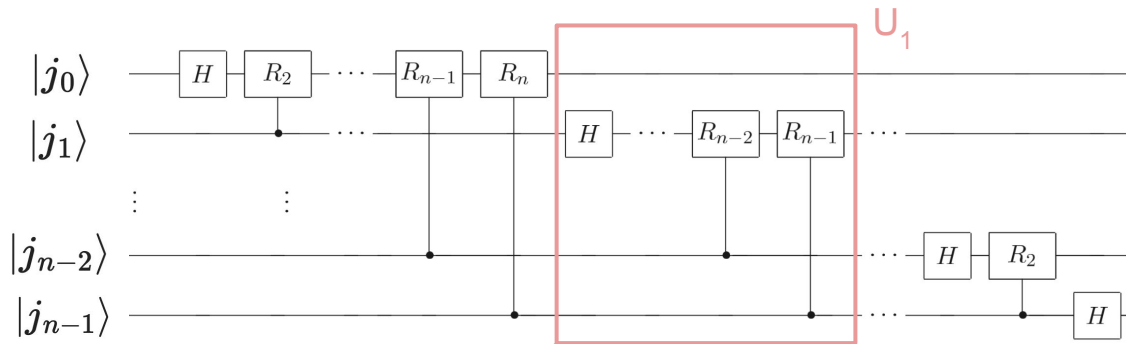 U₁
|j₀⟩ H R₂ ··· Rₙ₋₁ Rₙ
|j₁⟩ ··· H ··· Rₙ₋₂ Rₙ₋₁ ···
⋮ ⋮
|jₙ₋₂⟩ ··· H R₂
|jₙ₋₁⟩ ··· H